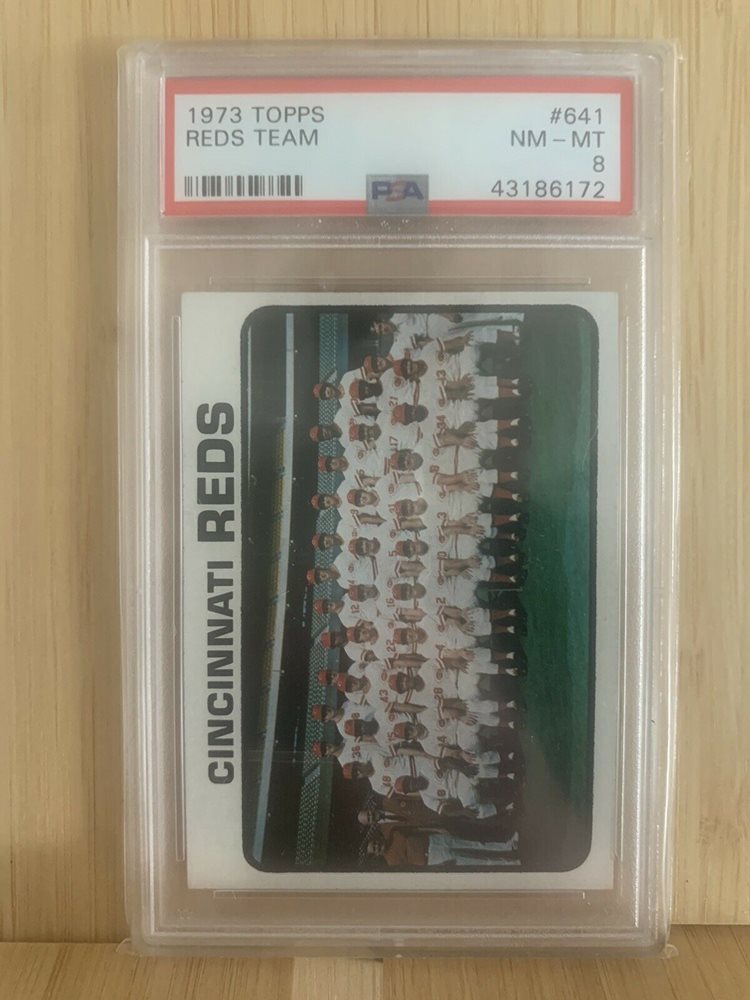 1973 TOPPS #641
REDS TEAM NM – MT
8
PSA 43186172
CINCINNATI REDS